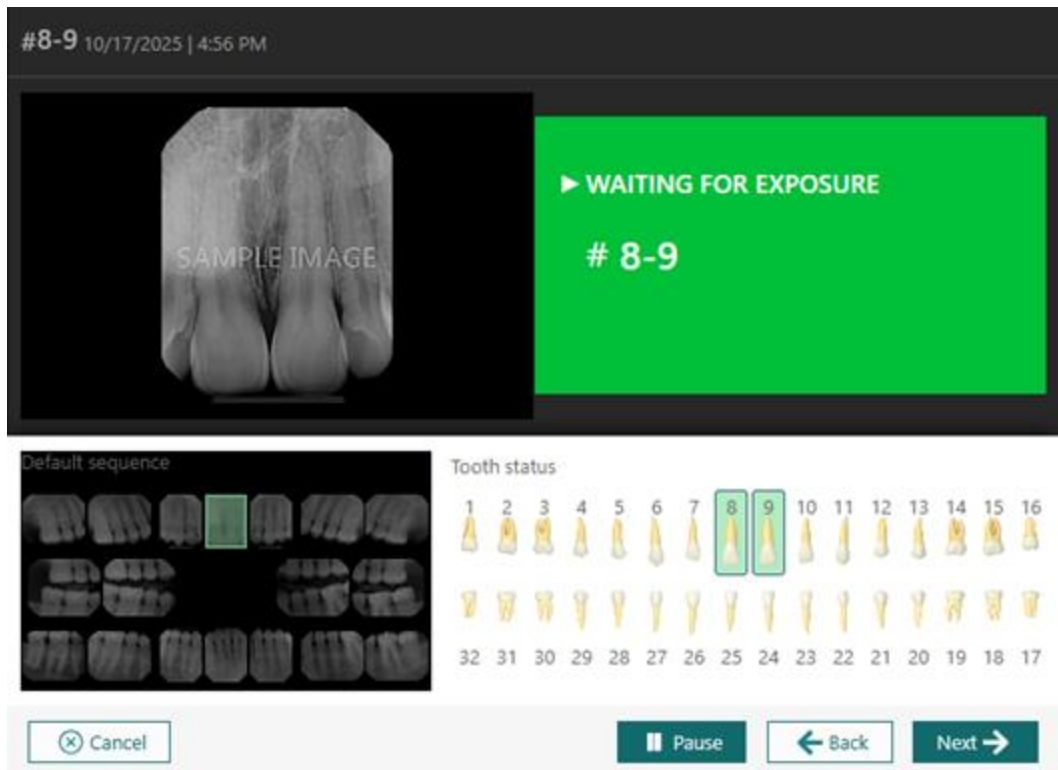 #8-9 10/17/2025 | 4:56 PM
SAMPLE IMAGE
▶ WAITING FOR EXPOSURE
# 8-9
Default sequence
Tooth status
1 2 3 4 5 6 7 8 9 10 11 12 13 14 15 16
32 31 30 29 28 27 26 25 24 23 22 21 20 19 18 17
Cancel
Pause
Back
Next